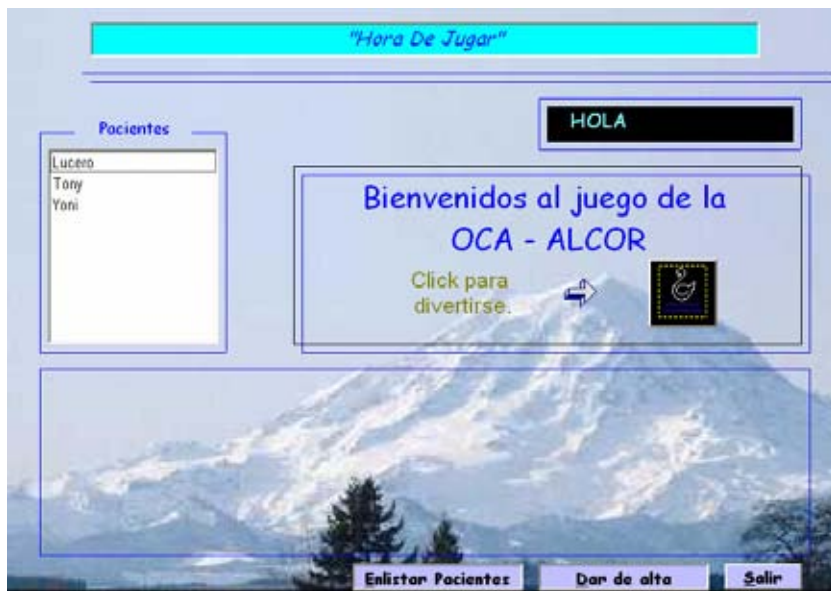 "Hora De Jugar"
HOLA
Pacientes
Lucero
Tony
Yoni
Bienvenidos al juego de la
OCA - ALCOR
Click para
divertirse.
Enlistar Pacientes
Dar de alta
Salir